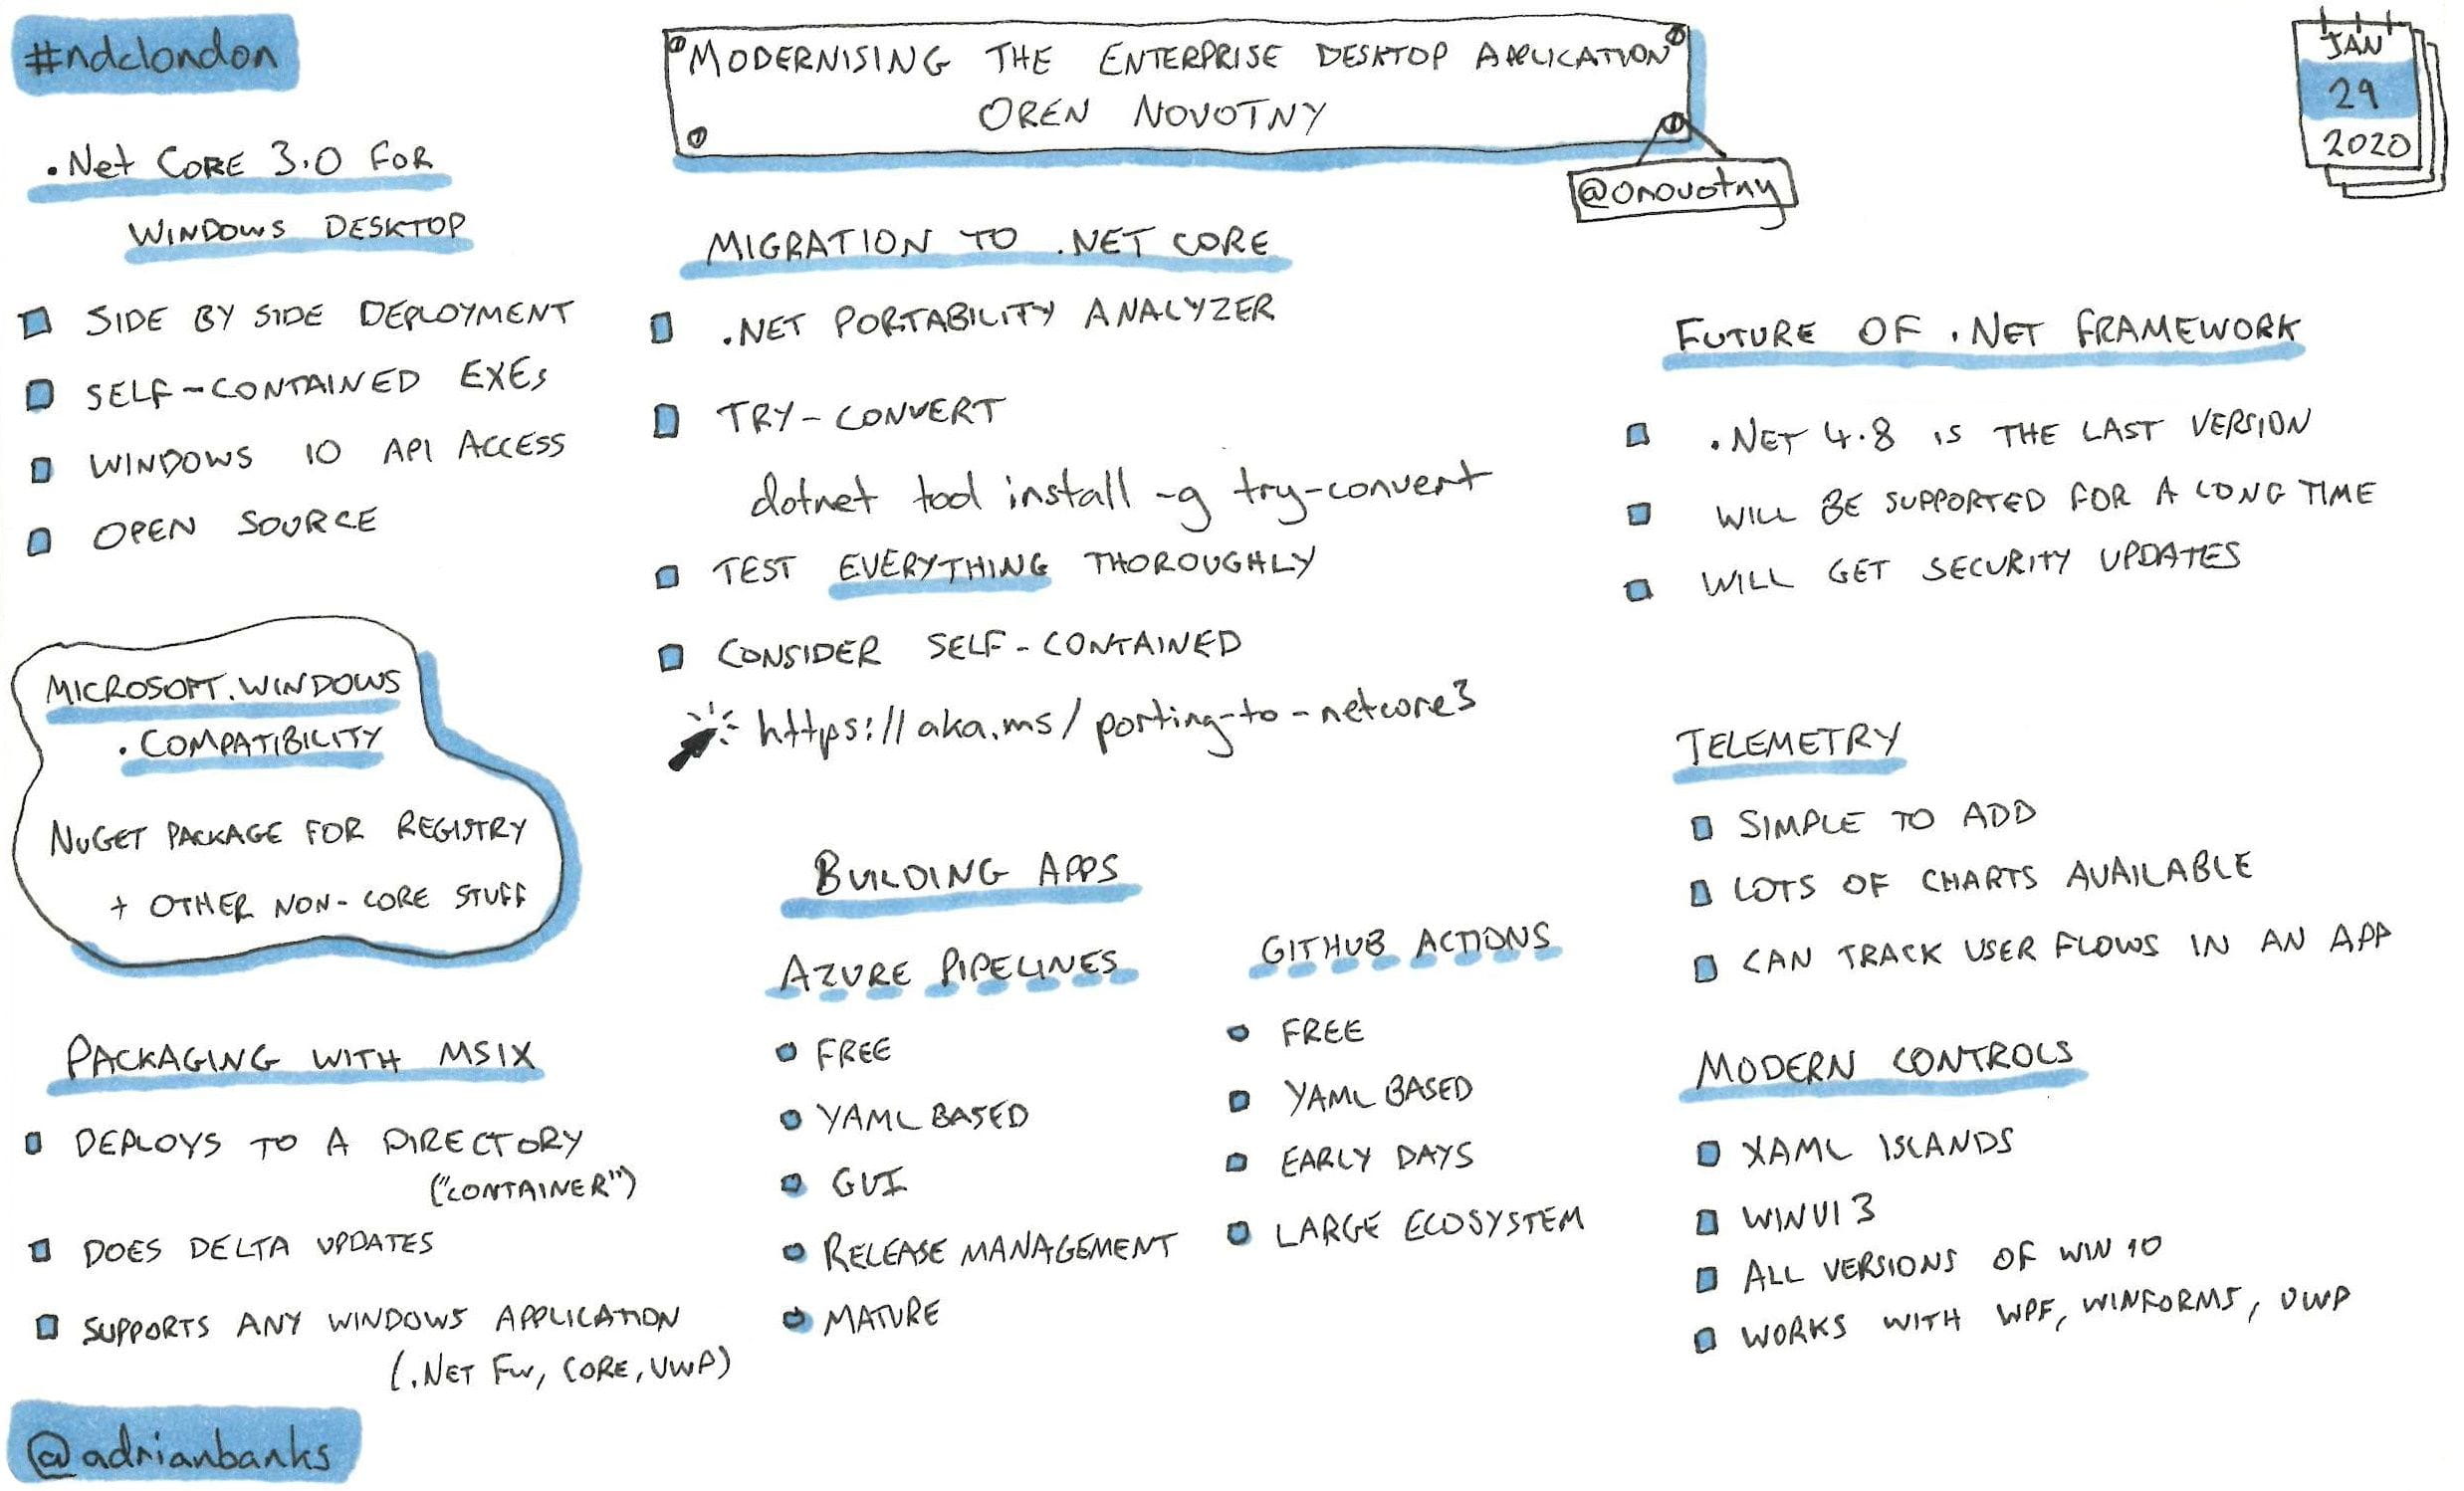 #ndclondon
MODERNISING THE ENTERPRISE DESKTOP APPLICATION
OREN NOVOTNY
@onovotny
JAN
29
2020
.Net CORE 3.0 FOR
WINDOWS DESKTOP
SIDE BY SIDE DEPLOYMENT
SELF-CONTAINED EXEs
WINDOWS 10 API ACCESS
OPEN SOURCE
MICROSOFT.WINDOWS
.COMPATIBILITY
NUGET PACKAGE FOR REGISTRY
+ OTHER NON-CORE STUFF
PACKAGING WITH MSIX
DEPLOYS TO A DIRECTORY
("CONTAINER")
DOES DELTA UPDATES
SUPPORTS ANY WINDOWS APPLICATION
(.NET FW, CORE, UWP)
@adrianbanks
MIGRATION TO .NET CORE
.NET PORTABILITY ANALYZER
TRY-CONVERT
dotnet tool install -g try-convert
TEST EVERYTHING THOROUGHLY
CONSIDER SELF-CONTAINED
https://aka.ms/porting-to-netcore3
BUILDING APPS
AZURE PIPELINES
FREE
YAML BASED
GUI
RELEASE MANAGEMENT
MATURE
GITHUB ACTIONS
FREE
YAML BASED
EARLY DAYS
LARGE ECOSYSTEM
FUTURE OF .NET FRAMEWORK
.NET 4.8 IS THE LAST VERSION
WILL BE SUPPORTED FOR A LONG TIME
WILL GET SECURITY UPDATES
TELEMETRY
SIMPLE TO ADD
LOTS OF CHARTS AVAILABLE
CAN TRACK USER FLOWS IN AN APP
MODERN CONTROLS
XAML ISLANDS
WINUI 3
ALL VERSIONS OF WIN 10
WORKS WITH WPF, WINFORMS, UWP